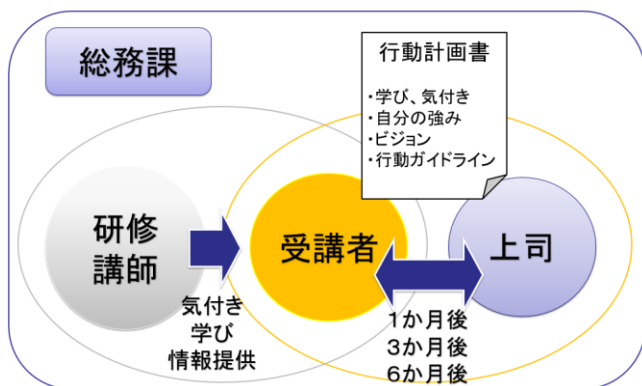 総務課
行動計画書
・学び、気付き
・自分の強み
・ビジョン
・行動ガイドライン
研修
講師
受講者
上司
気付き
学び
情報提供
1か月後
3か月後
6か月後